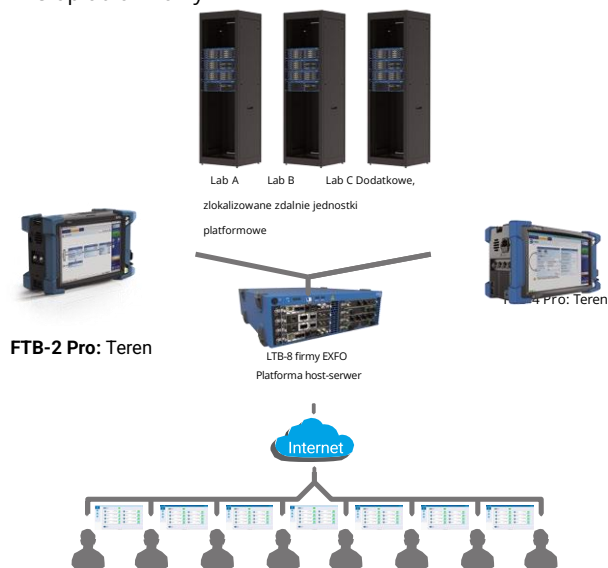 Lab A Lab B Lab C Dodatkowe,
zlokalizowane zdalnie jednostki
platformowe
4 Pro: Teren
FTB-2 Pro: Teren
LTB-8 firmy EXFO
Platforma host-serwer
Internet